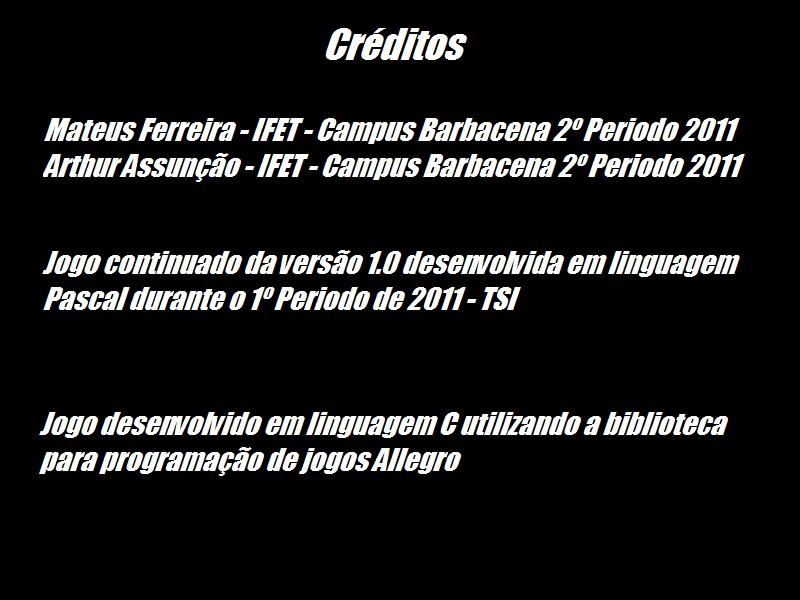 Créditos
Mateus Ferreira - IFET - Campus Barbacena 2º Periodo 2011
Arthur Assunção - IFET - Campus Barbacena 2º Periodo 2011
Jogo continuado da versão 1.0 desenvolvida em linguagem
Pascal durante o 1º Periodo de 2011 - TSI
Jogo desenvolvido em linguagem C utilizando a biblioteca
para programação de jogos Allegro